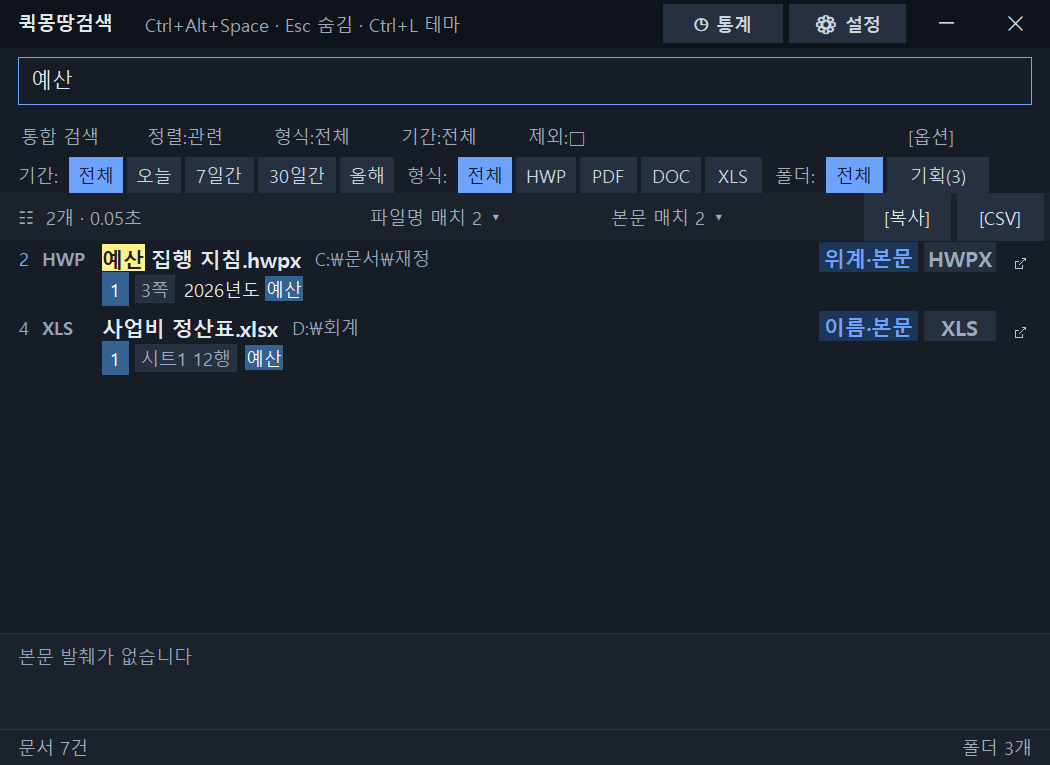 퀵몽땅검색 Ctrl+Alt+Space · Esc 숨김 · Ctrl+L 테마 통계 설정
예산
통합 검색 정렬:관련 형식:전체 기간:전체 제외:□ [옵션]
기간: 전체 오늘 7일간 30일간 올해 형식: 전체 HWP PDF DOC XLS 폴더: 전체 기획(3)
2개 · 0.05초 파일명 매치 2 ▾ 본문 매치 2 ▾ [복사] [CSV]
2 HWP 예산 집행 지침.hwpx C:₩문서₩재정 위계·본문 HWPX
1 3쪽 2026년도 예산
4 XLS 사업비 정산표.xlsx D:₩회계 이름·본문 XLS
1 시트1 12행 예산
본문 발췌가 없습니다
문서 7건 폴더 3개